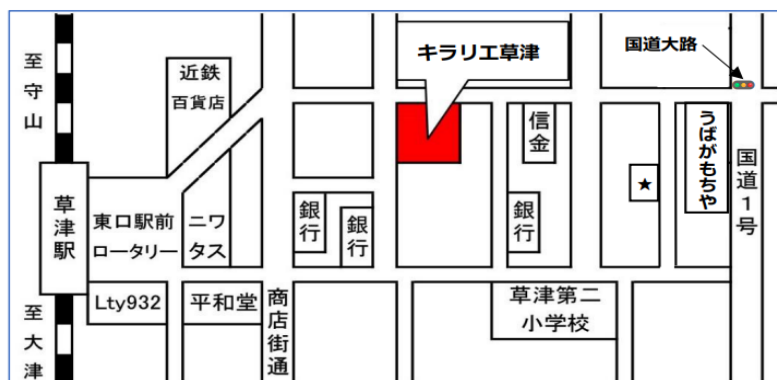 至守山
近鉄
百貨店
キラリエ草津
国道大路
信金
うばがもちや
国道1号
★
草津駅
東口駅前
ロータリー
ニワ
タス
銀行
銀行
銀行
Lty932
平和堂
商店街通
草津第二
小学校
至大津